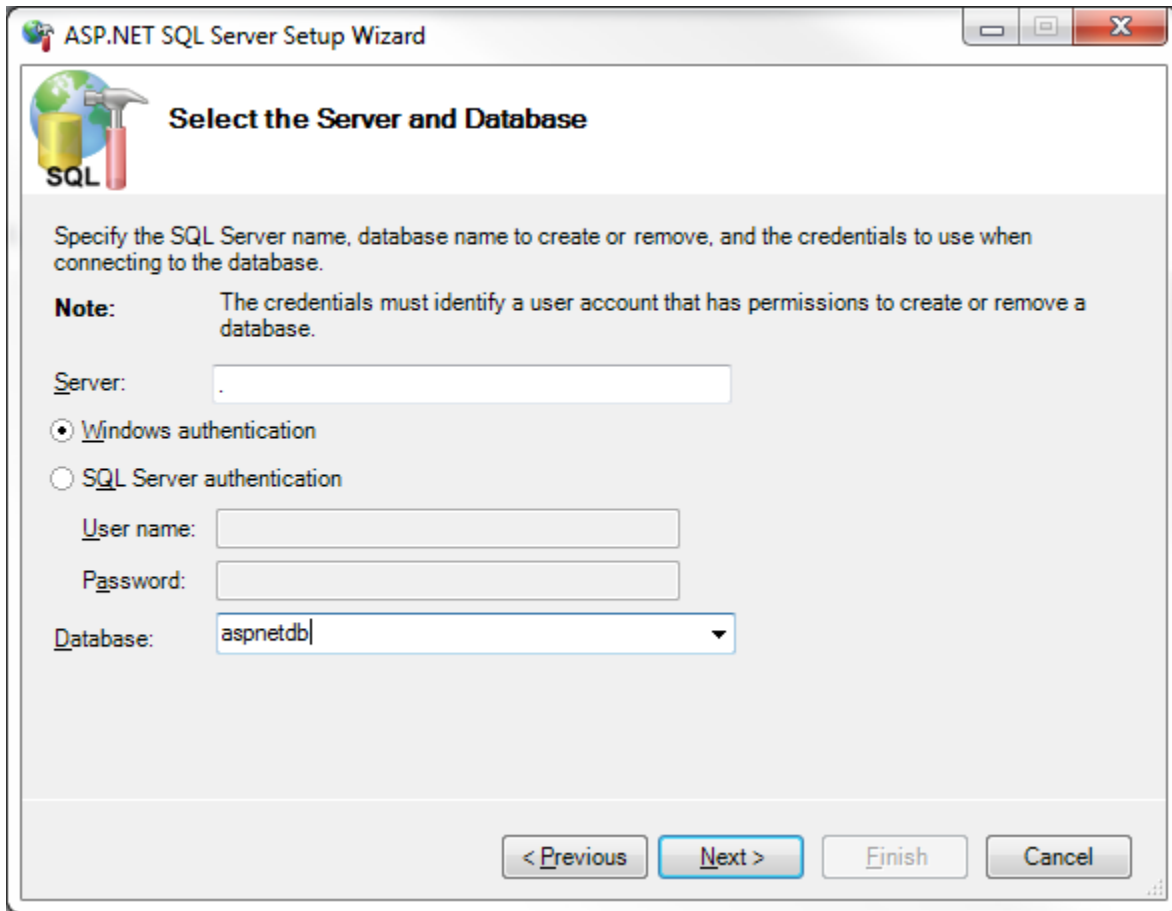 ASP.NET SQL Server Setup Wizard
Select the Server and Database
SQL
Specify the SQL Server name, database name to create or remove, and the credentials to use when
connecting to the database.
Note: The credentials must identify a user account that has permissions to create or remove a
database.
Server: .
Windows authentication
SQL Server authentication
User name:
Password:
Database: aspnetdb
< Previous Next > Finish Cancel